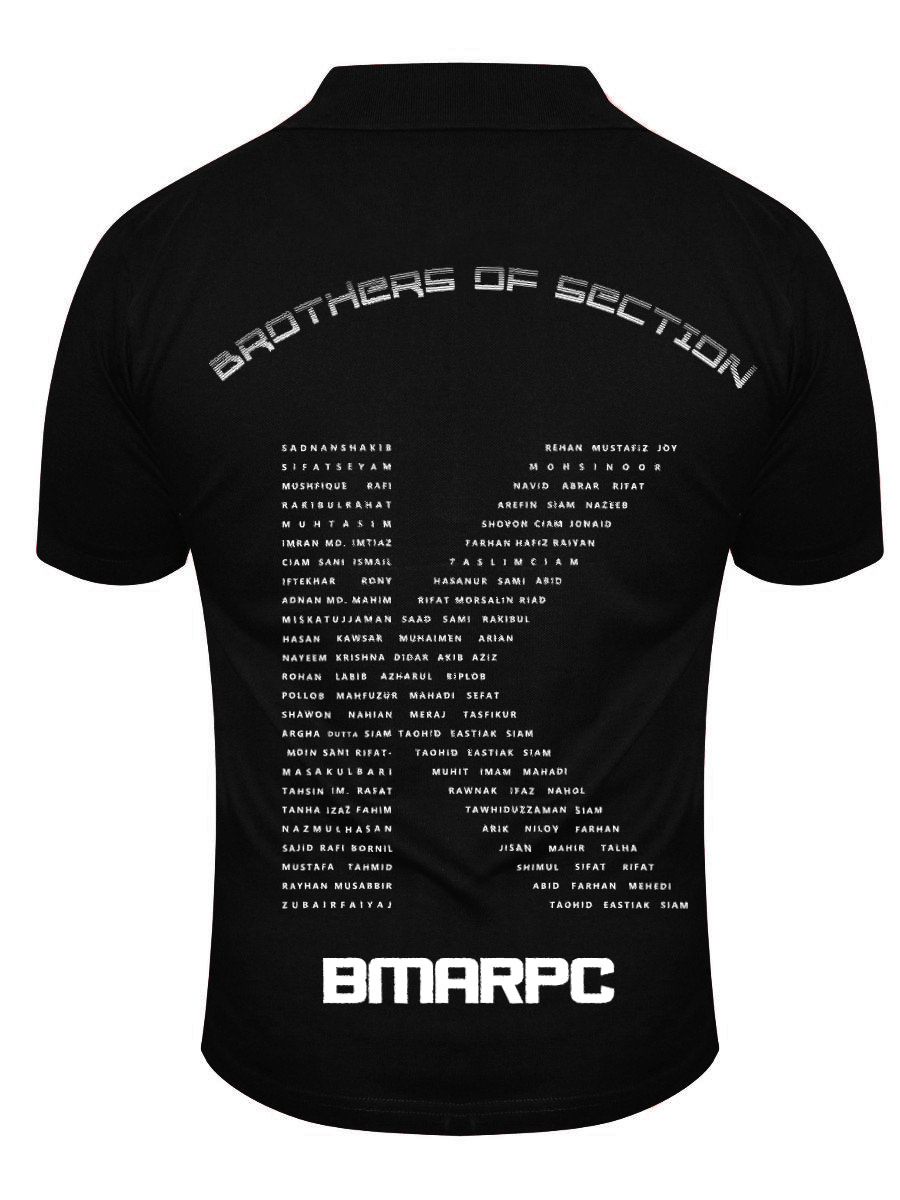 BROTHERS OF SECTION
SADNANSHAKIB REHAN MUSTAFIZ JOY
SIFATSEYAM MOHSINOOR
MUSHFIQUE RAFI NAVID ABRAR RIFAT
RAKIBULRAHAT AREFIN SIAM NAZEEB
MUHTASIM SHOVON CIAM JONAID
IMRAN MD. IMTIAZ FARHAN HAFIZ RAIYAN
CIAM SANI ISMAIL TASLIMCIAM
IFTEKHAR RONY HASANUR SAMI ABID
ADNAN MD. MAHIM RIFAT MORSALIN RIAD
MISKATUJJAMAN SAAD SAMI RAKIBUL
HASAN KAWSAR MUHAIMEN ARIAN
NAYEEM KRISHNA DIDAR AKIB AZIZ
ROHAN LABIB AZHARUL BIPLOB
POLLOB MAHFUZUR MAHADI SEFAT
SHAWON NAHIAN MERAJ TASFIKUR
ARGHA DUTTA SIAM TAOHID EASTIAK SIAM
MDIN SANI RIFAT- TAOHID EASTIAK SIAM
MASAKULBARI MUHIT IMAM MAHADI
TAHSIN IM. RAFAT RAWNAK IFAZ NAHOL
TANHA IZAZ FAHIM TAWHIDUZZAMAN SIAM
NAZMULHASAN ARIK NILOY FARHAN
SAJID RAFI BORNIL JISAN MAHIR TALHA
MUSTAFA TAHMID SHIMUL SIFAT RIFAT
RAYHAN MUSABBIR ABID FARHAN MEHEDI
ZUBAIRFAIYAJ TAOHID EASTIAK SIAM
BMARPC